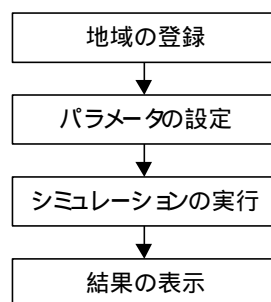 地域の登録
パラメータの設定
シミュレーションの実行
結果の表示